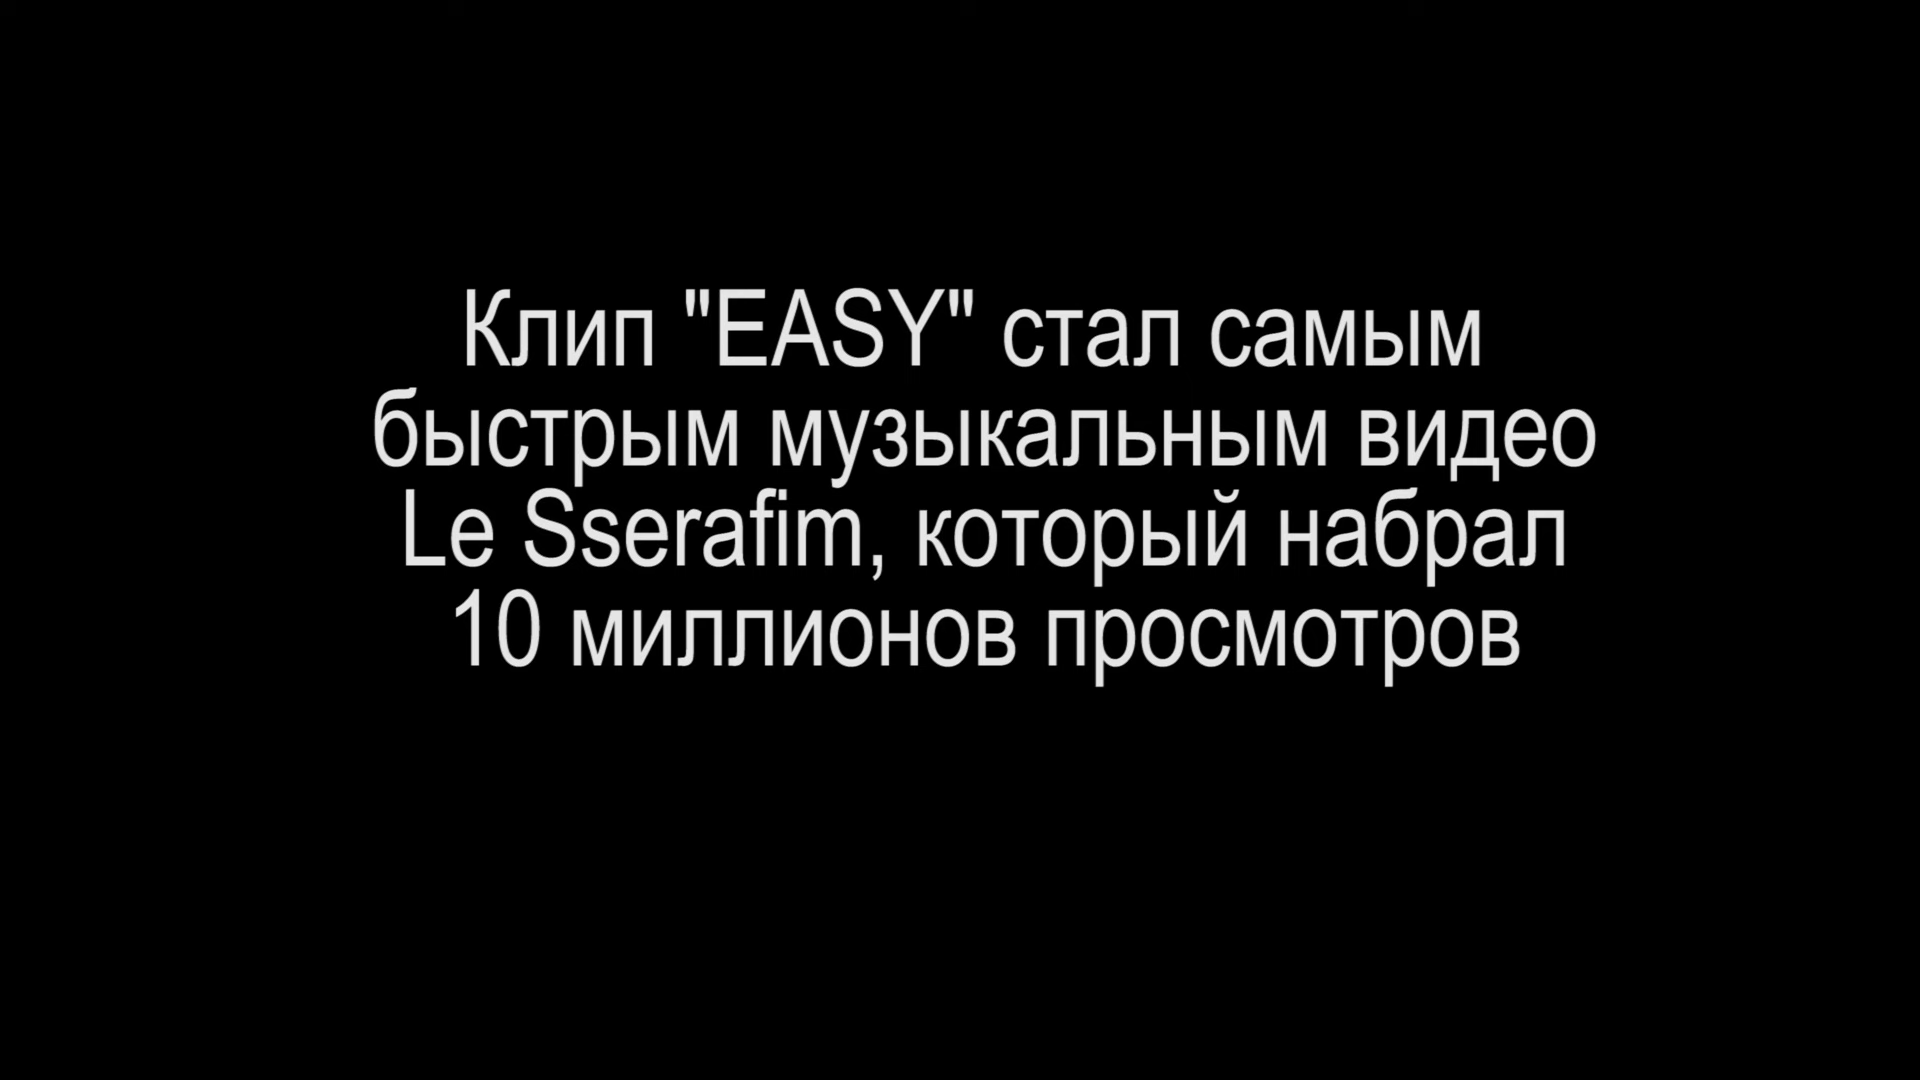 Клип "EASY" стал самым
быстрым музыкальным видео
Le Sserafim, который набрал
10 миллионов просмотров